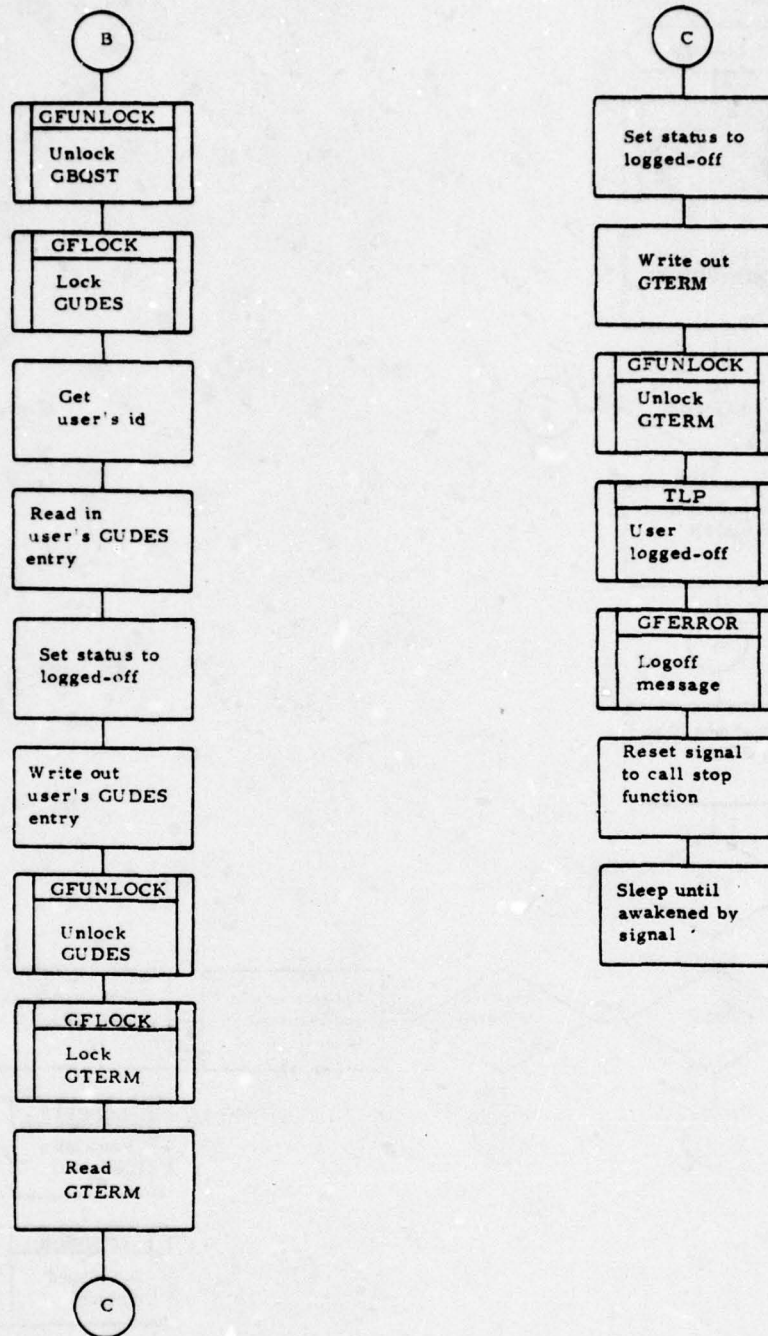 B
GFUNLOCK
Unlock
GBQST
GFLOCK
Lock
GUDES
Get
user's id
Read in
user's GUDES
entry
Set status to
logged-off
Write out
user's GUDES
entry
GFUNLOCK
Unlock
GUDES
GFLOCK
Lock
GTERM
Read
GTERM
C
C
Set status to
logged-off
Write out
GTERM
GFUNLOCK
Unlock
GTERM
TLP
User
logged-off
GFERROR
Logoff
message
Reset signal
to call stop
function
Sleep until
awakened by
signal